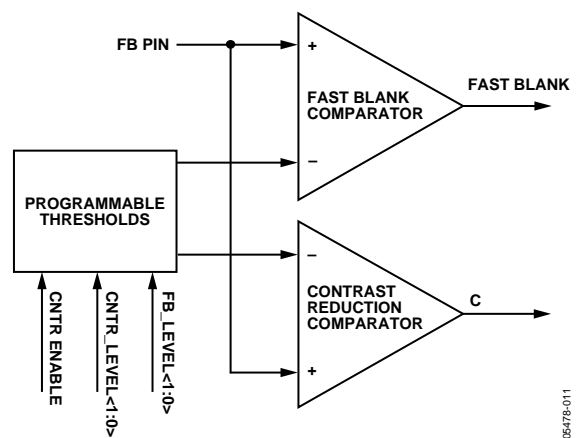 FB PIN
+
FAST BLANK
COMPARATOR
–
FAST BLANK
PROGRAMMABLE
THRESHOLDS
–
CONTRAST
REDUCTION
COMPARATOR
+
C
CNTR ENABLE
CNTR_LEVEL<1:0>
FB_LEVEL<1:0>
05478-011